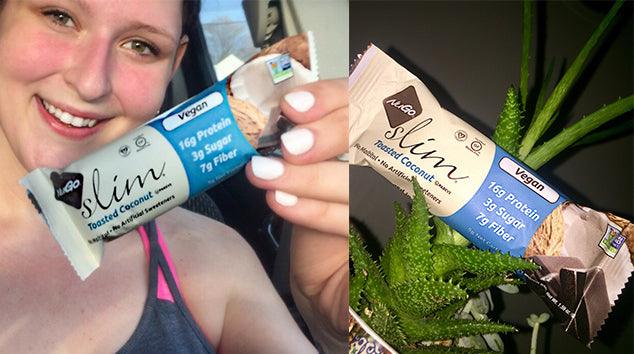 NuGO
slim
Toasted Coconut
No Maltitol • No Artificial Sweeteners
Vegan
16g Protein
3g Sugar
7g Fiber
NuGO
slim
Toasted Coconut
No Maltitol • No Artificial Sweeteners
Vegan
16g Protein
3g Sugar
7g Fiber